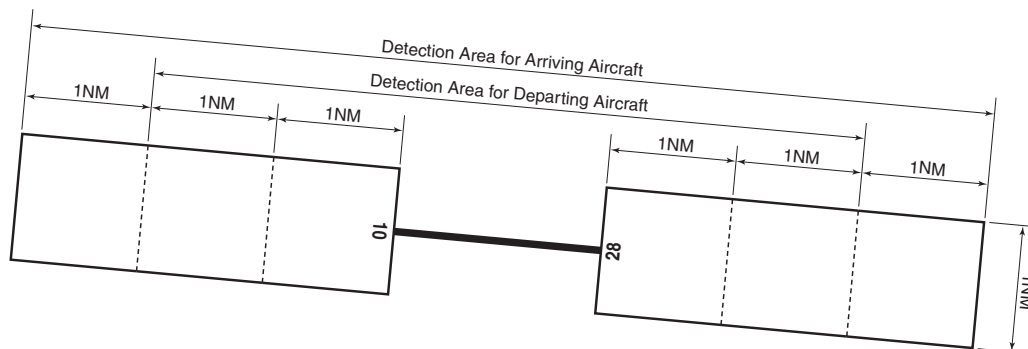 Detection Area for Arriving Aircraft
Detection Area for Departing Aircraft
1NM
1NM
1NM
1NM
1NM
1NM
10
28
1NM